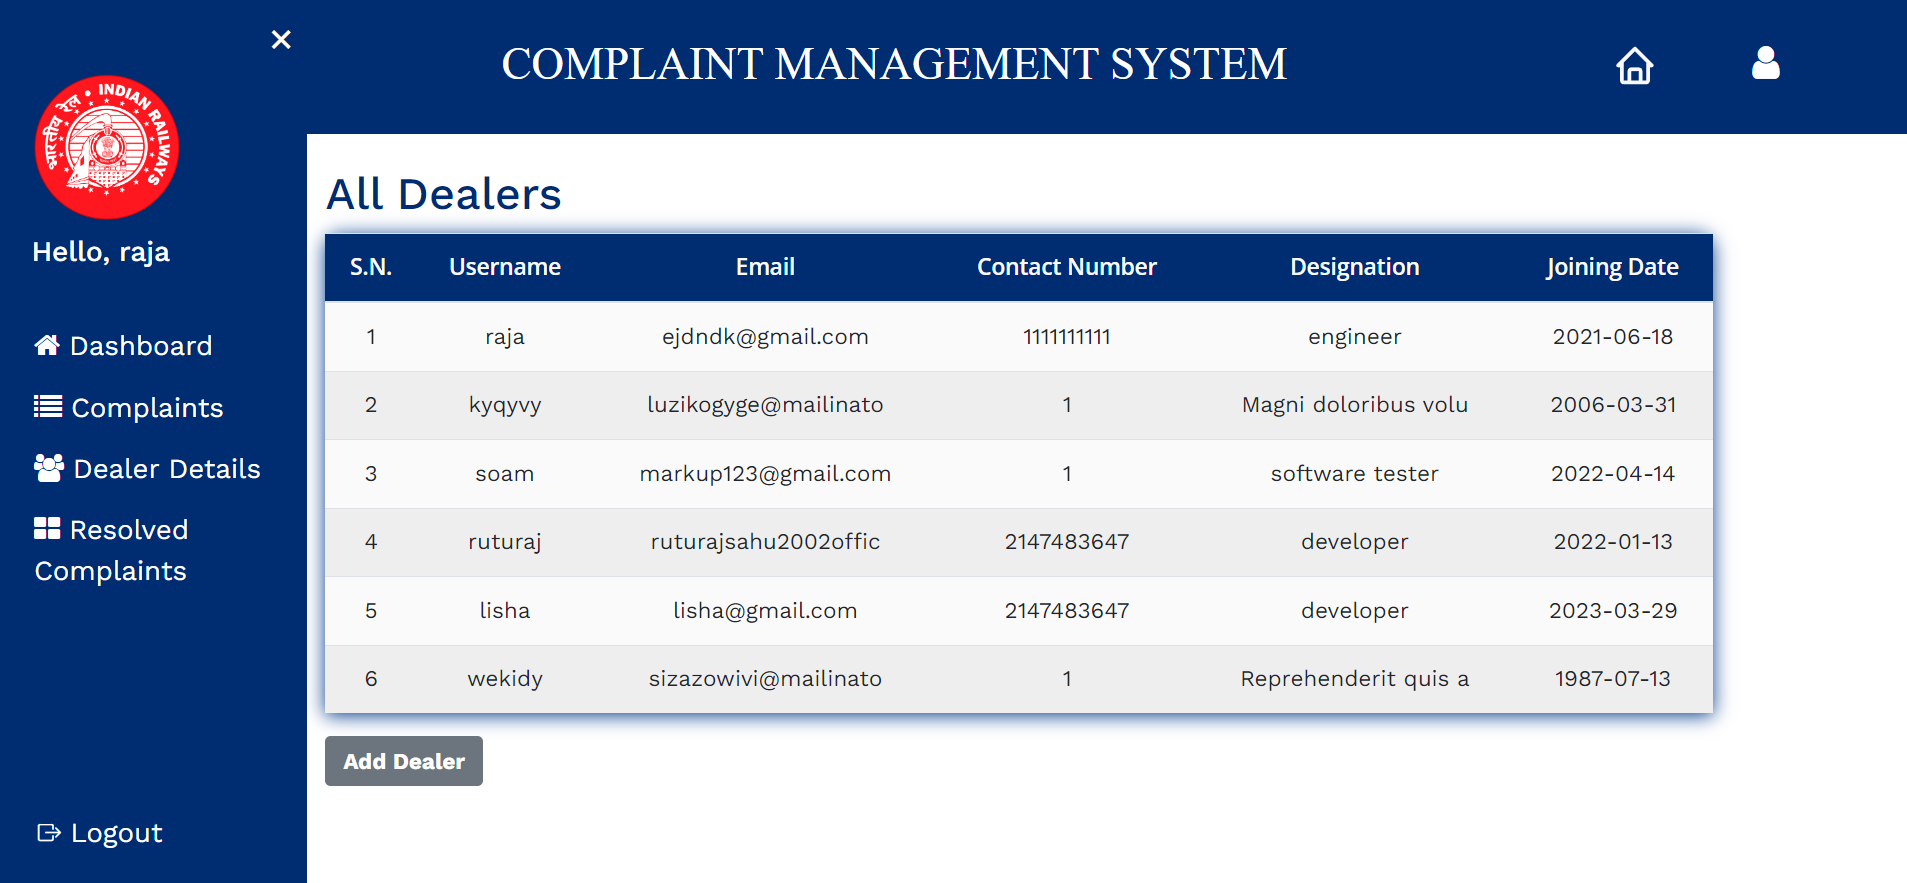 ×
COMPLAINT MANAGEMENT SYSTEM
भारतीय रेल • INDIAN RAILWAYS
Hello, raja
Dashboard
Complaints
Dealer Details
Resolved
Complaints
Logout
All Dealers
S.N. Username Email Contact Number Designation Joining Date
1 raja ejdndk@gmail.com 1111111111 engineer 2021-06-18
2 kyqyvy luzikogyge@mailinato 1 Magni doloribus volu 2006-03-31
3 soam markup123@gmail.com 1 software tester 2022-04-14
4 ruturaj ruturajsahu2002offic 2147483647 developer 2022-01-13
5 lisha lisha@gmail.com 2147483647 developer 2023-03-29
6 wekidy sizazowivi@mailinato 1 Reprehenderit quis a 1987-07-13
Add Dealer